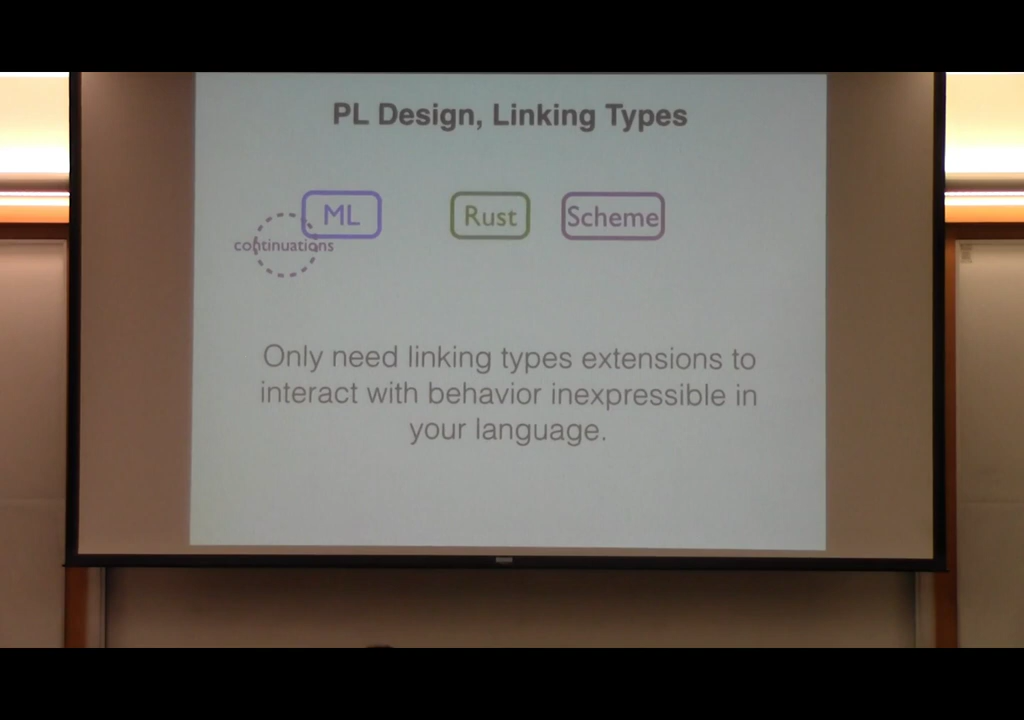 PL Design, Linking Types
ML
Rust
Scheme
continuations
Only need linking types extensions to
interact with behavior inexpressible in
your language.